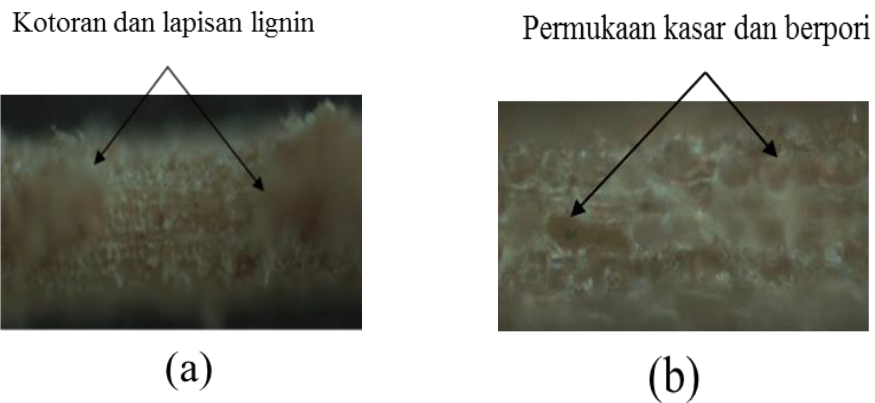 Kotoran dan lapisan lignin
Permukaan kasar dan berpori
(a)
(b)